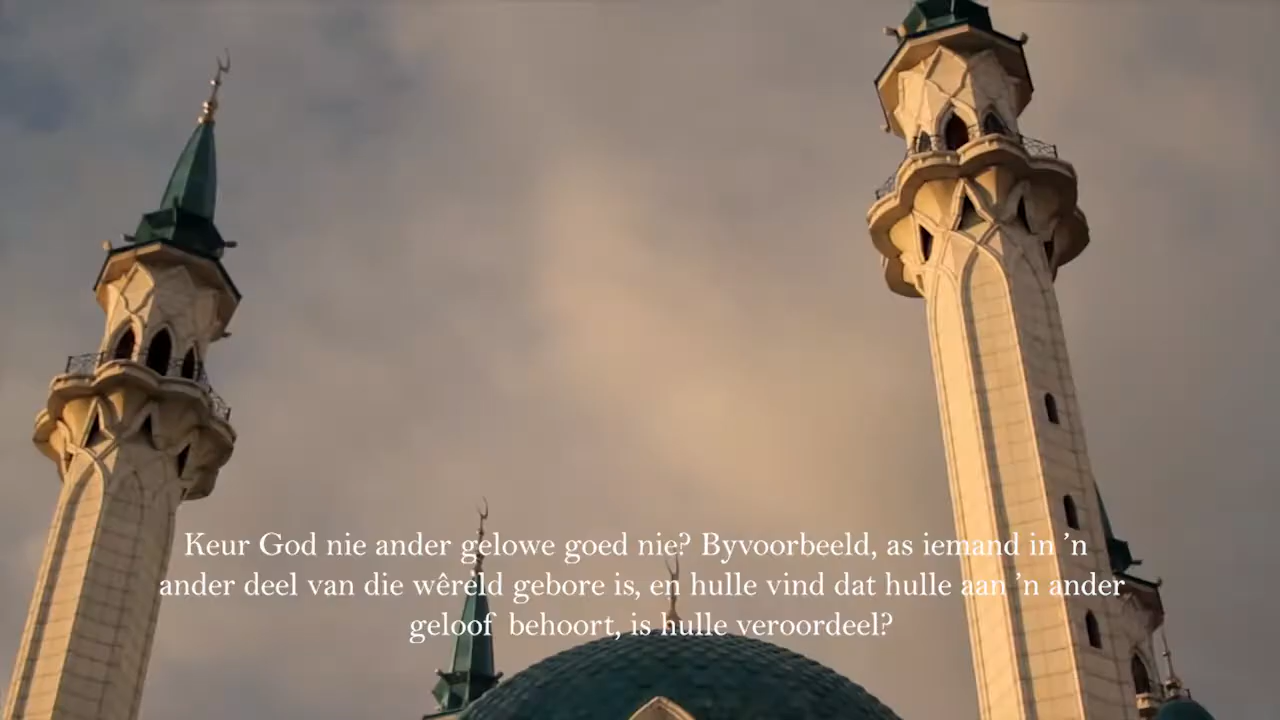 Keur God nie ander gelowe goed nie? Byvoorbeeld, as iemand in ’n
ander deel van die wêreld gebore is, en hulle vind dat hulle aan ’n ander
geloof behoort, is hulle veroordeel?